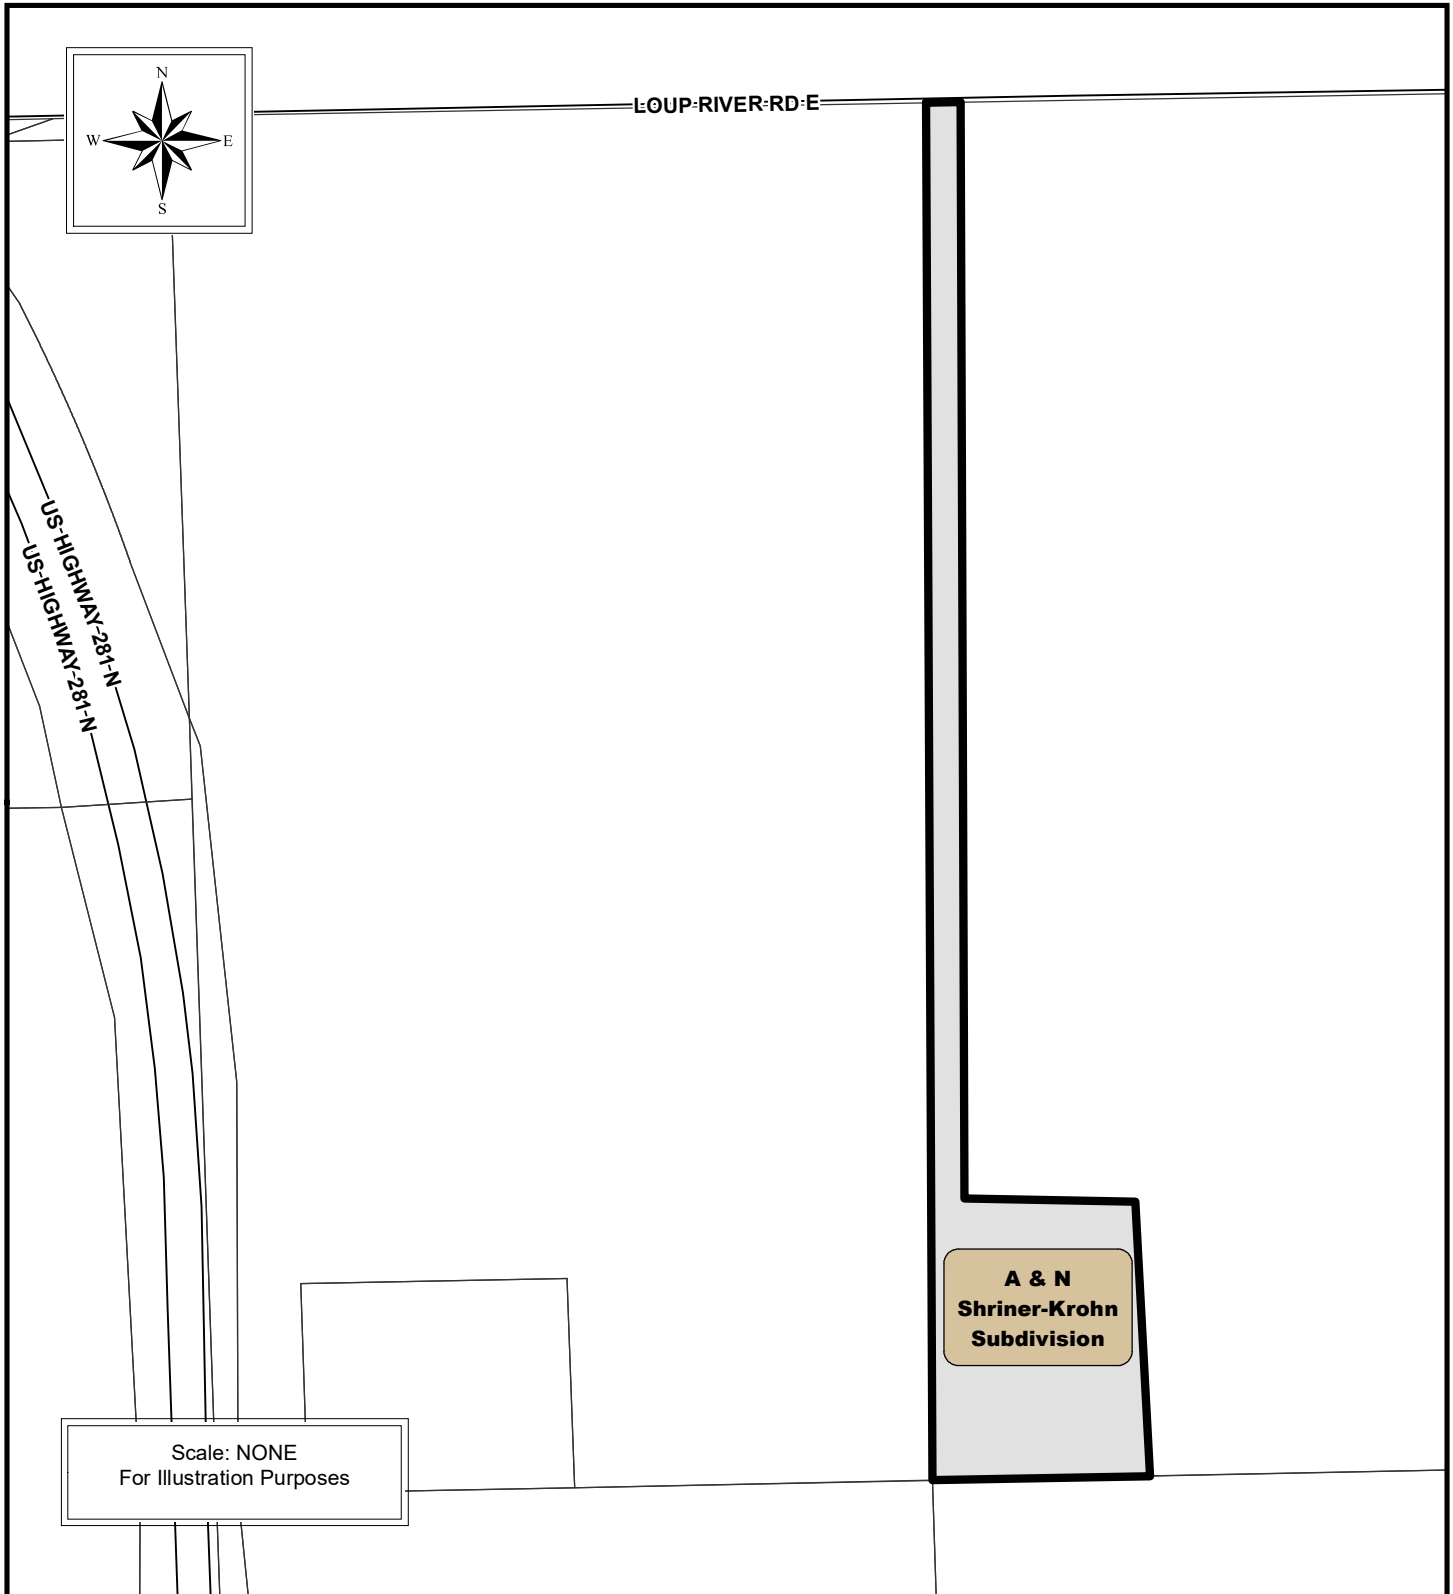 N
LOUP RIVER RD E
W
E
S
US-HIGHWAY-281-N
US-HIGHWAY-281-N
A & N
Shriner-Krohn
Subdivision
Scale: NONE
For Illustration Purposes